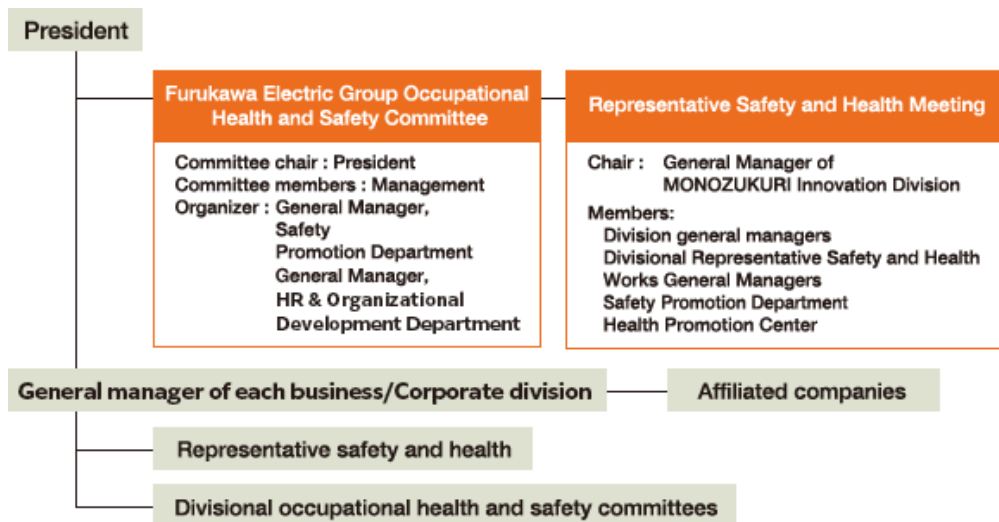 President
Furukawa Electric Group Occupational
Health and Safety Committee
Committee chair : President
Committee members : Management
Organizer : General Manager,
Safety
Promotion Department
General Manager,
HR & Organizational
Development Department
Representative Safety and Health Meeting
Chair : General Manager of
MONOZUKURI Innovation Division
Members:
Division general managers
Divisional Representative Safety and Health
Works General Managers
Safety Promotion Department
Health Promotion Center
General manager of each business/Corporate division
Affiliated companies
Representative safety and health
Divisional occupational health and safety committees